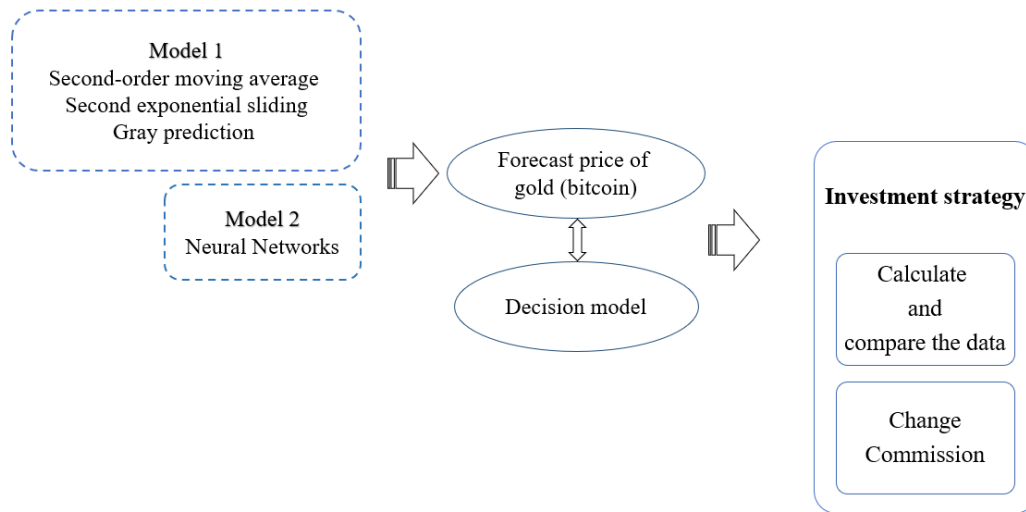 Model 1
Second-order moving average
Second exponential sliding
Gray prediction
Model 2
Neural Networks
Forecast price of
gold (bitcoin)
Decision model
Investment strategy
Calculate
and
compare the data
Change
Commission